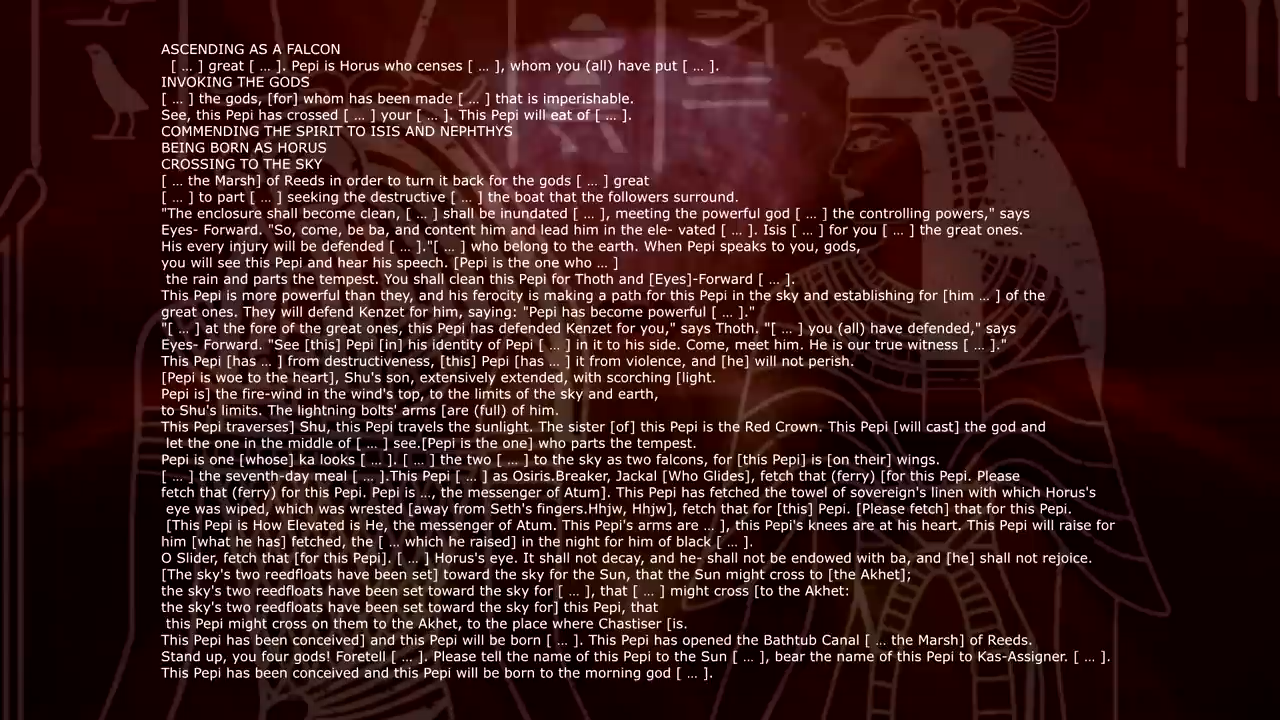 ASCENDING AS A FALCON
[ ... ] great [ ... ]. Pepi is Horus who censes [ ... ], whom you (all) have put [ ... ].
INVOKING THE GODS
[ ... ] the gods, [for] whom has been made [ ... ] that is imperishable.
See, this Pepi has crossed [ ... ] your [ ... ]. This Pepi will eat of [ ... ].
COMMENDING THE SPIRIT TO ISIS AND NEPHTHYS
BEING BORN AS HORUS
CROSSING TO THE SKY
[ ... the Marsh] of Reeds in order to turn it back for the gods [ ... ] great
[ ... ] to part [ ... ] seeking the destructive [ ... ] the boat that the followers surround.
"The enclosure shall become clean, [ ... ] shall be inundated [ ... ], meeting the powerful god [ ... ] the controlling powers," says
Eyes- Forward. "So, come, be ba, and content him and lead him in the ele- vated [ ... ]. Isis [ ... ] for you [ ... ] the great ones.
His every injury will be defended [ ... ]."[ ... ] who belong to the earth. When Pepi speaks to you, gods,
you will see this Pepi and hear his speech. [Pepi is the one who ... ]
the rain and parts the tempest. You shall clean this Pepi for Thoth and [Eyes]-Forward [ ... ].
This Pepi is more powerful than they, and his ferocity is making a path for this Pepi in the sky and establishing for [him ... ] of the
great ones. They will defend Kenzet for him, saying: "Pepi has become powerful [ ... ]."
"[ ... ] at the fore of the great ones, this Pepi has defended Kenzet for you," says Thoth. "[ ... ] you (all) have defended," says
Eyes- Forward. "See [this] Pepi [in] his identity of Pepi [ ... ] in it to his side. Come, meet him. He is our true witness [ ... ]."
This Pepi [has ... ] from destructiveness, [this] Pepi [has ... ] it from violence, and [he] will not perish.
[Pepi is woe to the heart], Shu's son, extensively extended, with scorching [light.
Pepi is] the fire-wind in the wind's top, to the limits of the sky and earth,
to Shu's limits. The lightning bolts' arms [are (full) of him.
This Pepi traverses] Shu, this Pepi travels the sunlight. The sister [of] this Pepi is the Red Crown. This Pepi [will cast] the god and
let the one in the middle of [ ... ] see.[Pepi is the one] who parts the tempest.
Pepi is one [whose] ka looks [ ... ]. [ ... ] the two [ ... ] to the sky as two falcons, for [this Pepi] is [on their] wings.
[ ... ] the seventh-day meal [ ... ].This Pepi [ ... ] as Osiris.Breaker, Jackal [Who Glides], fetch that (ferry) [for this Pepi. Please
fetch that (ferry) for this Pepi. Pepi is ..., the messenger of Atum]. This Pepi has fetched the towel of sovereign's linen with which Horus's
eye was wiped, which was wrested [away from Seth's fingers.Hhjw, Hhjw], fetch that for [this] Pepi. [Please fetch] that for this Pepi.
[This Pepi is How Elevated is He, the messenger of Atum. This Pepi's arms are ... ], this Pepi's knees are at his heart. This Pepi will raise for
him [what he has] fetched, the [ ... which he raised] in the night for him of black [ ... ].
O Slider, fetch that [for this Pepi]. [ ... ] Horus's eye. It shall not decay, and he- shall not be endowed with ba, and [he] shall not rejoice.
[The sky's two reedfloats have been set] toward the sky for the Sun, that the Sun might cross to [the Akhet];
the sky's two reedfloats have been set toward the sky for [ ... ], that [ ... ] might cross [to the Akhet:
the sky's two reedfloats have been set toward the sky for] this Pepi, that
this Pepi might cross on them to the Akhet, to the place where Chastiser [is.
This Pepi has been conceived] and this Pepi will be born [ ... ]. This Pepi has opened the Bathtub Canal [ ... the Marsh] of Reeds.
Stand up, you four gods! Foretell [ ... ]. Please tell the name of this Pepi to the Sun [ ... ], bear the name of this Pepi to Kas-Assigner. [ ... ].
This Pepi has been conceived and this Pepi will be born to the morning god [ ... ].